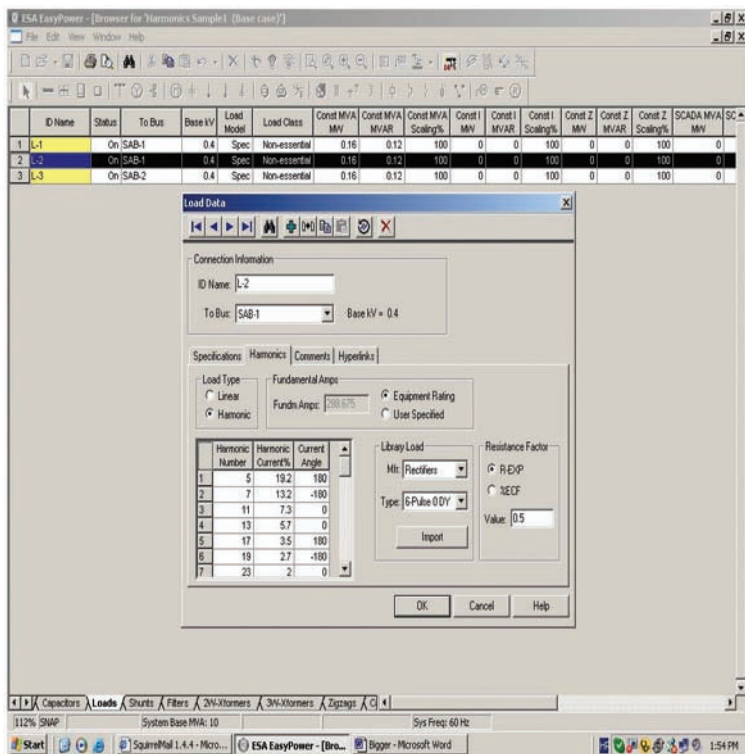 ESA EasyPower - [Browser for 'Harmonics Sample1 (Base case)']
File Edit View Window Help
ID Name Status To Bus Base kV Load Model Load Class Const MVA MW Const MVA MVAR Const MVA Scaling% Const I MW Const I MVAR Const I Scaling% Const Z MW Const Z MVAR Const Z Scaling% SCADA MVA MW SC
1 L-1 On SAB-1 0.4 Spec Non-essential 0.16 0.12 100 0 0 100 0 0 100 0
2 L-2 On SAB-1 0.4 Spec Non-essential 0.16 0.12 100 0 0 100 0 0 100 0
3 L-3 On SAB-2 0.4 Spec Non-essential 0.16 0.12 100 0 0 100 0 0 100 0
Load Data
Connection Information
ID Name: L-2
To Bus: SAB-1 Base kV = 0.4
Specifications Harmonics Comments Hyperlinks
Load Type
Linear
Harmonic
Fundamental Amps
Fundm Amps: 288.675
Equipment Rating
User Specified
Harmonic Number Harmonic Current% Current Angle
1 5 19.2 180
2 7 13.2 -180
3 11 7.3 0
4 13 5.7 0
5 17 3.5 180
6 19 2.7 -180
7 23 2 0
Library Load
Mfr: Rectifiers
Type: 6-Pulse 0 DY
Import
Resistance Factor
R-EXP
%ECF
Value: 0.5
OK Cancel Help
Capacitors Loads Shunts Filters 2W-Xformers 3W-Xformers Zigzags
112% SNAP System Base MVA: 10 Sys Freq: 60 Hz
Start SquirrelMail 1.4.4 - Micro... ESA EasyPower - [Bro... Bigger - Microsoft Word 1:54 PM